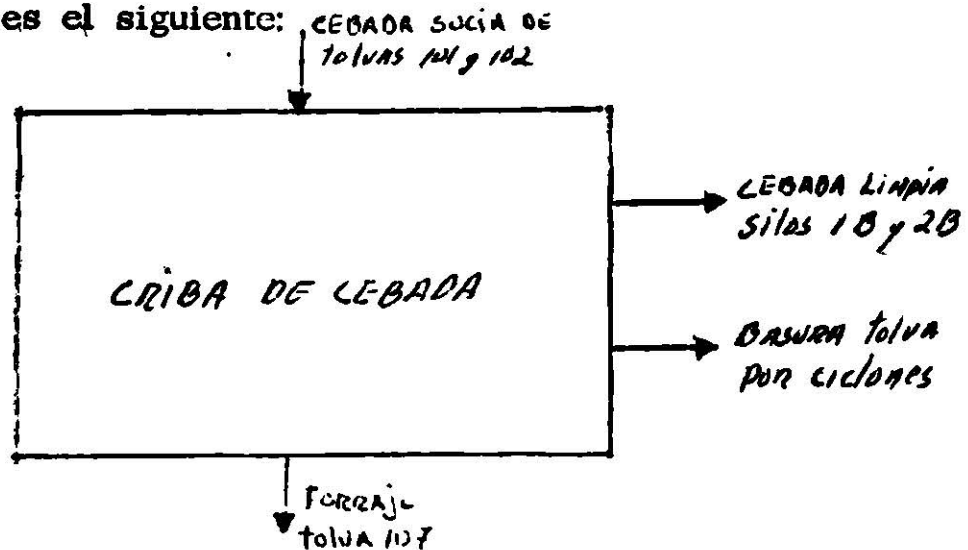 es el siguiente:
CEBADA SUCIA DE
tolvas 101 y 102
CEBADA LIMPIA
silos 1B y 2B
CRIBA DE CEBADA
BASURA tolva
por ciclones
Forraje
tolva 107